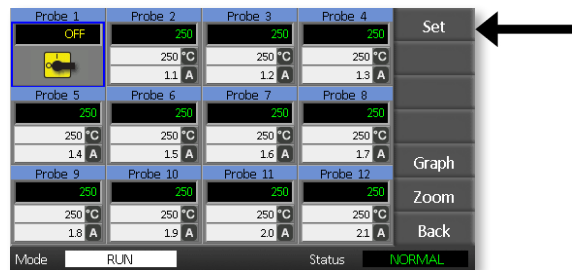 Probe 1 Probe 2 Probe 3 Probe 4 Set
OFF 250 250 250
250 °C 250 °C 250 °C
1.1 A 1.2 A 1.3 A
Probe 5 Probe 6 Probe 7 Probe 8
250 250 250 250
250 °C 250 °C 250 °C 250 °C
1.4 A 1.5 A 1.6 A 1.7 A Graph
Probe 9 Probe 10 Probe 11 Probe 12
250 250 250 250 Zoom
250 °C 250 °C 250 °C 250 °C
1.8 A 1.9 A 2.0 A 2.1 A Back
Mode RUN Status NORMAL